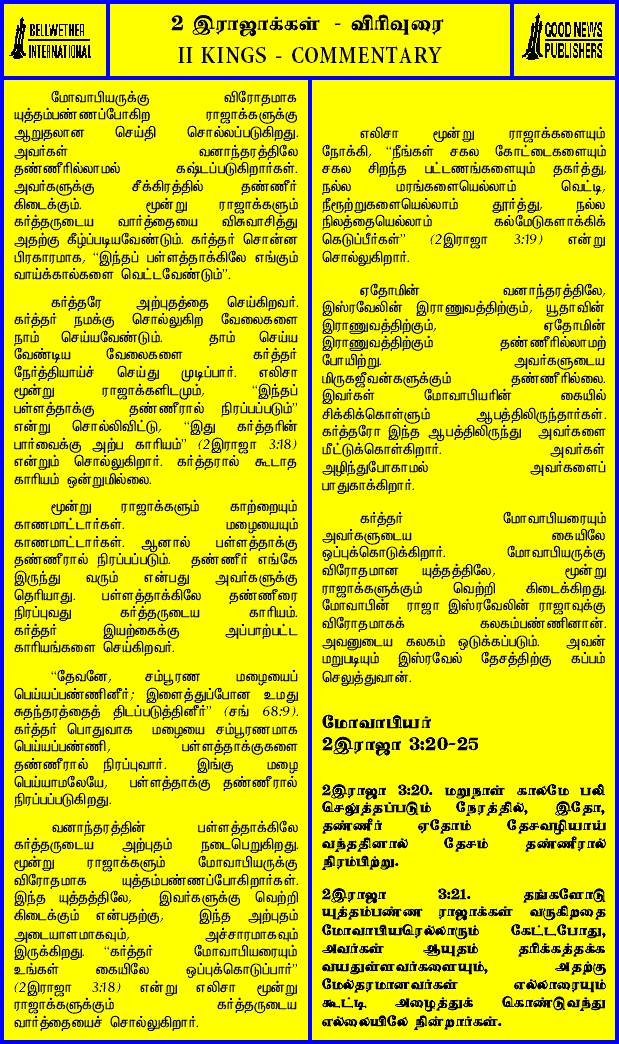 BELLWETHER
INTERNATIONAL
2 இராஜாக்கள் - விரிவுரை
II KINGS - COMMENTARY
GOOD NEWS
PUBLISHERS
மோவாபியருக்கு விரோதமாக
யுத்தம்பண்ணப்போகிற ராஜாக்களுக்கு
ஆறுதலான செய்தி சொல்லப்படுகிறது.
அவர்கள் வனாந்தரத்திலே
தண்ணீரில்லாமல் கஷ்டப்படுகிறார்கள்.
அவர்களுக்கு சீக்கிரத்தில் தண்ணீர்
கிடைக்கும். மூன்று ராஜாக்களும்
கர்த்தருடைய வார்த்தையை விசுவாசித்து
அதற்கு கீழ்ப்படியவேண்டும். கர்த்தர் சொன்ன
பிரகாரமாக, “இந்தப் பள்ளத்தாக்கிலே எங்கும்
வாய்க்கால்களை வெட்டவேண்டும்”.
கர்த்தரே அற்புதத்தை செய்கிறவர்.
கர்த்தர் நமக்கு சொல்லுகிற வேலைகளை
நாம் செய்யவேண்டும். தாம் செய்ய
வேண்டிய வேலைகளை கர்த்தர்
நேர்த்தியாய்ச் செய்து முடிப்பார். எலிசா
மூன்று ராஜாக்களிடமும், “இந்தப்
பள்ளத்தாக்கு தண்ணீரால் நிரப்பப்படும்”
என்று சொல்லிவிட்டு, “இது கர்த்தரின்
பார்வைக்கு அற்ப காரியம்” (2இராஜா 3:18)
என்றும் சொல்லுகிறார். கர்த்தரால் கூடாத
காரியம் ஒன்றுமில்லை.
மூன்று ராஜாக்களும் காற்றையும்
காணமாட்டார்கள். மழையையும்
காணமாட்டார்கள். ஆனால் பள்ளத்தாக்கு
தண்ணீரால் நிரப்பப்படும். தண்ணீர் எங்கே
இருந்து வரும் என்பது அவர்களுக்கு
தெரியாது. பள்ளத்தாக்கிலே தண்ணீரை
நிரப்புவது கர்த்தருடைய காரியம்.
கர்த்தர் இயற்கைக்கு அப்பாற்பட்ட
காரியங்களை செய்கிறவர்.
“தேவனே, சம்பூரண மழையைப்
பெய்யப்பண்ணினீர்; இளைத்துப்போன உமது
சுதந்தரத்தைத் திடப்படுத்தினீர்” (சங் 68:9).
கர்த்தர் பொதுவாக மழையை சம்பூரணமாக
பெய்யப்பண்ணி, பள்ளத்தாக்குகளை
தண்ணீரால் நிரப்புவார். இங்கு மழை
பெய்யாமலேயே, பள்ளத்தாக்கு தண்ணீரால்
நிரப்பப்படுகிறது.
வனாந்தரத்தின் பள்ளத்தாக்கிலே
கர்த்தருடைய அற்புதம் நடைபெறுகிறது.
மூன்று ராஜாக்களும் மோவாபியருக்கு
விரோதமாக யுத்தம்பண்ணப்போகிறார்கள்.
இந்த யுத்தத்திலே, இவர்களுக்கு வெற்றி
கிடைக்கும் என்பதற்கு, இந்த அற்புதம்
அடையாளமாகவும், அச்சாரமாகவும்
இருக்கிறது. “கர்த்தர் மோவாபியரையும்
உங்கள் கையிலே ஒப்புக்கொடுப்பார்”
(2இராஜா 3:18) என்று எலிசா மூன்று
ராஜாக்களுக்கும் கர்த்தருடைய
வார்த்தையைச் சொல்லுகிறார்.
எலிசா மூன்று ராஜாக்களையும்
நோக்கி, “நீங்கள் சகல கோட்டைகளையும்
சகல சிறந்த பட்டணங்களையும் தகர்த்து,
நல்ல மரங்களையெல்லாம் வெட்டி,
நீரூற்றுகளையெல்லாம் தூர்த்து, நல்ல
நிலத்தையெல்லாம் கல்மேடுகளாக்கிக்
கெடுப்பீர்கள்” (2இராஜா 3:19) என்று
சொல்லுகிறார்.
ஏதோமின் வனாந்தரத்திலே,
இஸ்ரவேலின் இராணுவத்திற்கும், யூதாவின்
இராணுவத்திற்கும், ஏதோமின்
இராணுவத்திற்கும் தண்ணீரில்லாமற்
போயிற்று. அவர்களுடைய
மிருகஜீவன்களுக்கும் தண்ணீரில்லை.
இவர்கள் மோவாபியரின் கையில்
சிக்கிக்கொள்ளும் ஆபத்திலிருந்தார்கள்.
கர்த்தரோ இந்த ஆபத்திலிருந்து அவர்களை
மீட்டுக்கொள்கிறார். அவர்கள்
அழிந்துபோகாமல் அவர்களைப்
பாதுகாக்கிறார்.
கர்த்தர் மோவாபியரையும்
அவர்களுடைய கையிலே
ஒப்புக்கொடுக்கிறார். மோவாபியருக்கு
விரோதமான யுத்தத்திலே, மூன்று
ராஜாக்களுக்கும் வெற்றி கிடைக்கிறது.
மோவாபின் ராஜா இஸ்ரவேலின் ராஜாவுக்கு
விரோதமாகக் கலகம்பண்ணினான்.
அவனுடைய கலகம் ஒடுக்கப்படும். அவன்
மறுபடியும் இஸ்ரவேல் தேசத்திற்கு கப்பம்
செலுத்துவான்.
மோவாபியர்
2இராஜா 3:20-25
2இராஜா 3:20. மறுநாள் காலமே பலி
செலுத்தப்படும் நேரத்தில், இதோ,
தண்ணீர் ஏதோம் தேசவழியாய்
வந்ததினால் தேசம் தண்ணீரால்
நிரம்பிற்று.
2இராஜா 3:21. தங்களோடு
யுத்தம்பண்ண ராஜாக்கள் வருகிறதை
மோவாபியரெல்லாரும் கேட்டபோது,
அவர்கள் ஆயுதம் தரிக்கத்தக்க
வயதுள்ளவர்களையும், அதற்கு
மேல்தரமானவர்கள் எல்லாரையும்
கூட்டி அழைத்துக் கொண்டுவந்து
எல்லையிலே நின்றார்கள்.